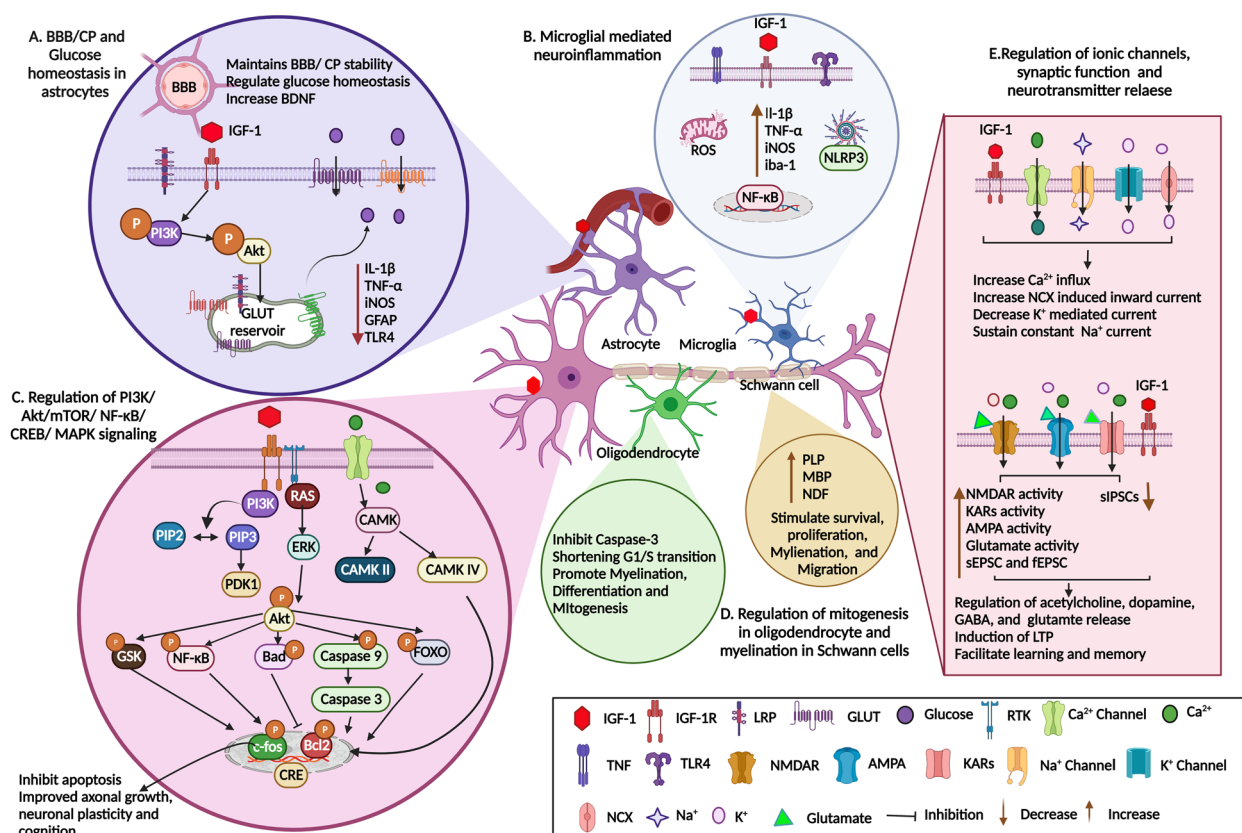 A. BBB/CP and
Glucose
homeostasis in
astrocytes
BBB
Maintains BBB/ CP stability
Regulate glucose homeostasis
Increase BDNF
IGF-1
P
PI3K
P
Akt
GLUT
reservoir
IL-1β
TNF-α
iNOS
GFAP
TLR4
B. Microglial mediated
neuroinflammation
IGF-1
ROS
Il-1β
TNF-α
iNOS
iba-1
NLRP3
NF-κB
E.Regulation of ionic channels,
synaptic function and
neurotransmitter relaese
IGF-1
Increase Ca²⁺ influx
Increase NCX induced inward current
Decrease K⁺ mediated current
Sustain constant Na⁺ current
IGF-1
NMDAR activity
KARs activity
AMPA activity
Glutamate activity
sEPSC and fEPSC
sIPSCs
Regulation of acetylcholine, dopamine,
GABA, and glutamte release
Induction of LTP
Facilitate learning and memory
Astrocyte
Microglia
Schwann cell
Oligodendrocyte
C. Regulation of PI3K/
Akt/mTOR/ NF-κB/
CREB/ MAPK signaling
PI3K
RAS
PIP2
PIP3
ERK
CAMK
PDK1
CAMK II
CAMK IV
P
Akt
P
GSK
P
NF-κB
Bad
P
P
Caspase 9
P
FOXO
Caspase 3
P
c-fos
P
Bcl2
CRE
Inhibit apoptosis
Improved axonal growth,
neuronal plasticity and
cognition
Inhibit Caspase-3
Shortening G1/S transition
Promote Myelination,
Differentiation and
MItogenesis
PLP
MBP
NDF
Stimulate survival,
proliferation,
Mylienation, and
Migration
D. Regulation of mitogenesis
in oligodendrocyte and
myelination in Schwann cells
IGF-1
IGF-1R
LRP
GLUT
Glucose
RTK
Ca²⁺ Channel
Ca²⁺
TNF
TLR4
NMDAR
AMPA
KARs
Na⁺ Channel
K⁺ Channel
NCX
Na⁺
K⁺
Glutamate
Inhibition
Decrease
Increase